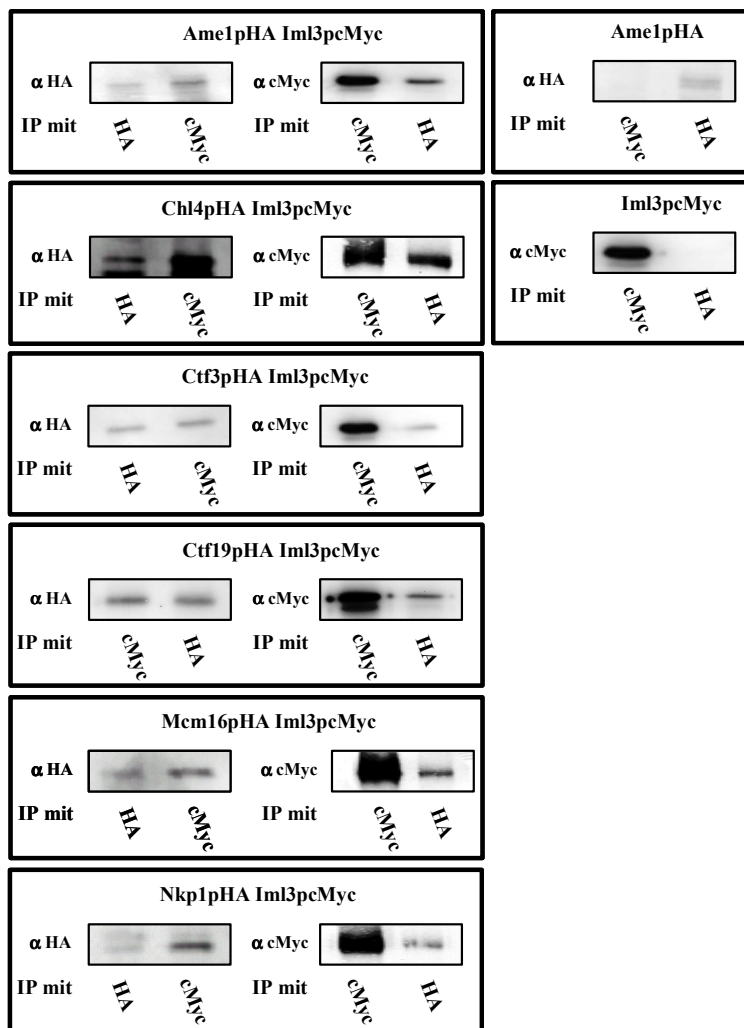 Ame1pHA Iml3pcMyc
α HA
α cMyc
IP mit
HA
cMyc
IP mit
cMyc
HA
Ame1pHA
α HA
IP mit
cMyc
HA
Chl4pHA Iml3pcMyc
α HA
α cMyc
IP mit
HA
cMyc
IP mit
cMyc
HA
Iml3pcMyc
α cMyc
IP mit
cMyc
HA
Ctf3pHA Iml3pcMyc
α HA
α cMyc
IP mit
HA
cMyc
IP mit
cMyc
HA
Ctf19pHA Iml3pcMyc
α HA
α cMyc
IP mit
cMyc
HA
IP mit
cMyc
HA
Mcm16pHA Iml3pcMyc
α HA
α cMyc
IP mit
HA
cMyc
IP mit
cMyc
HA
Nkp1pHA Iml3pcMyc
α HA
α cMyc
IP mit
HA
cMyc
IP mit
cMyc
HA